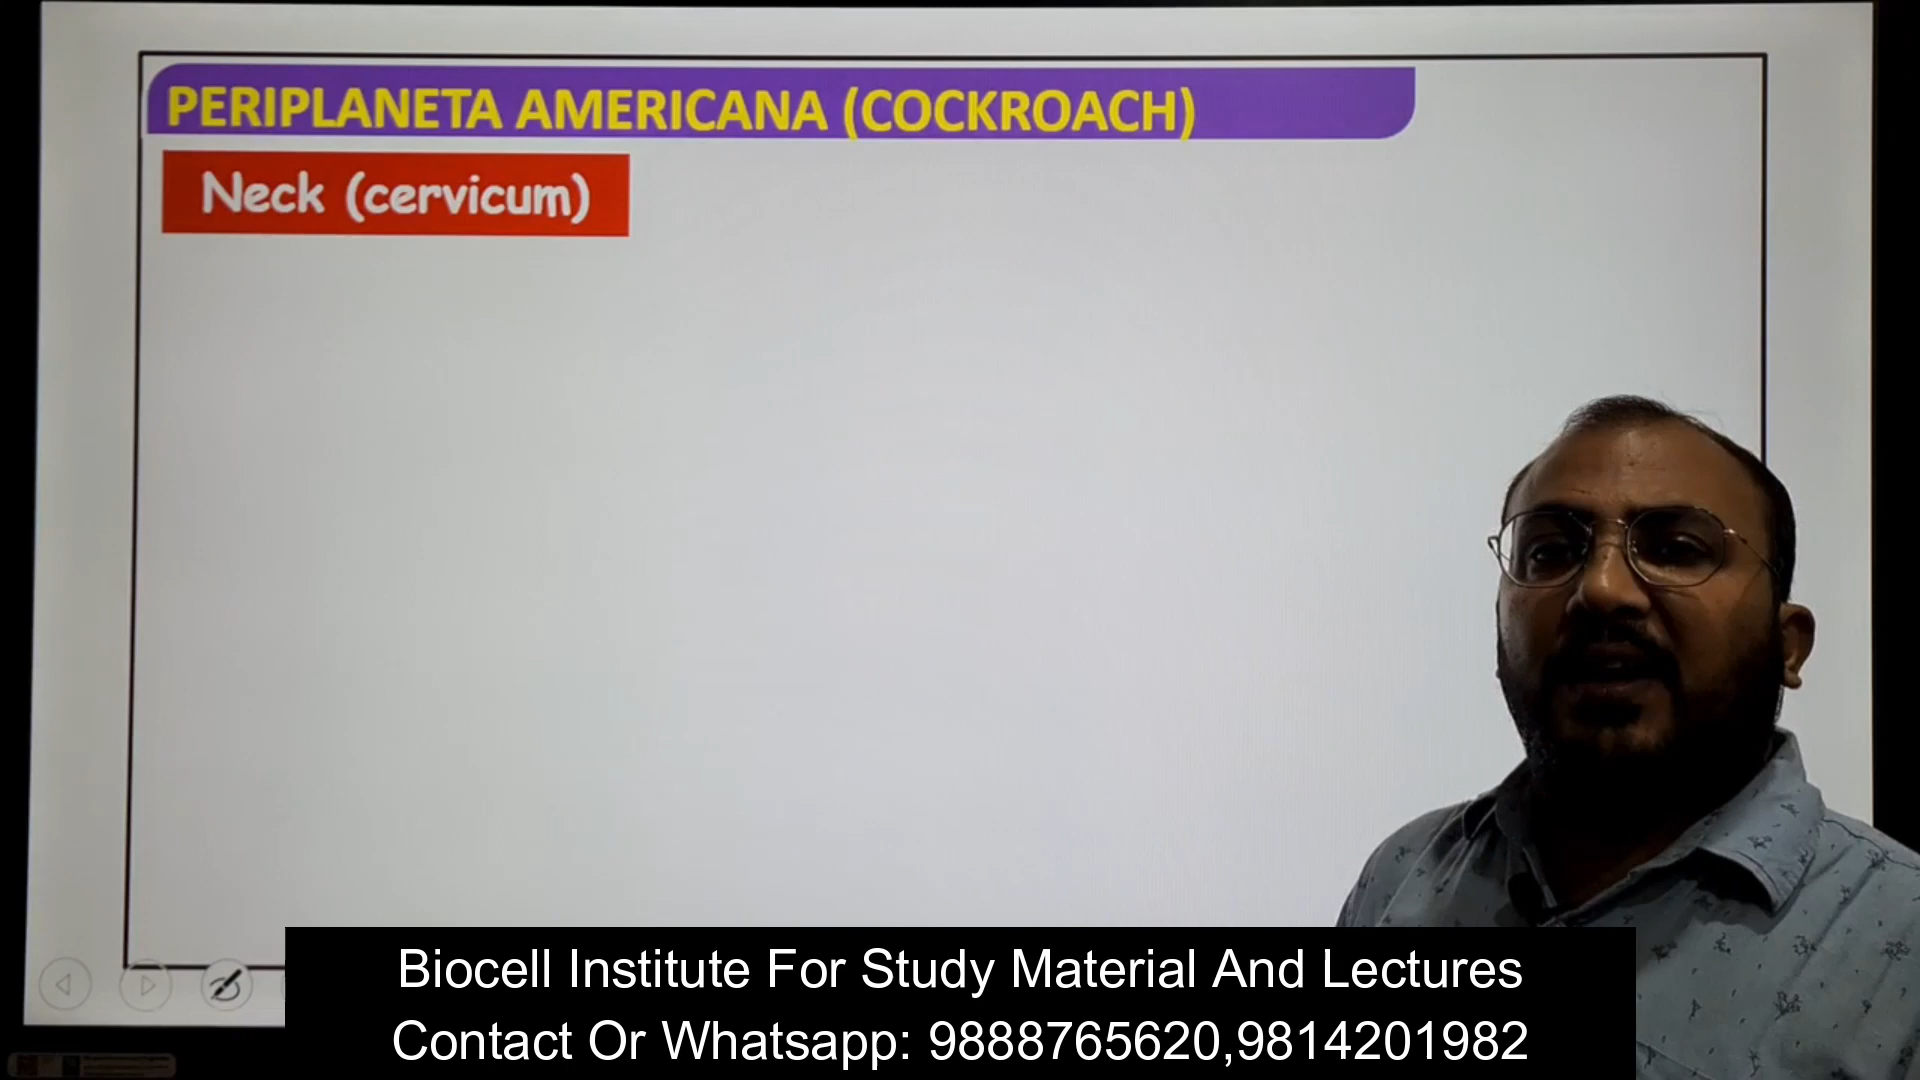 PERIPLANETA AMERICANA (COCKROACH)
Neck (cervicum)
Biocell Institute For Study Material And Lectures
Contact Or Whatsapp: 9888765620,9814201982